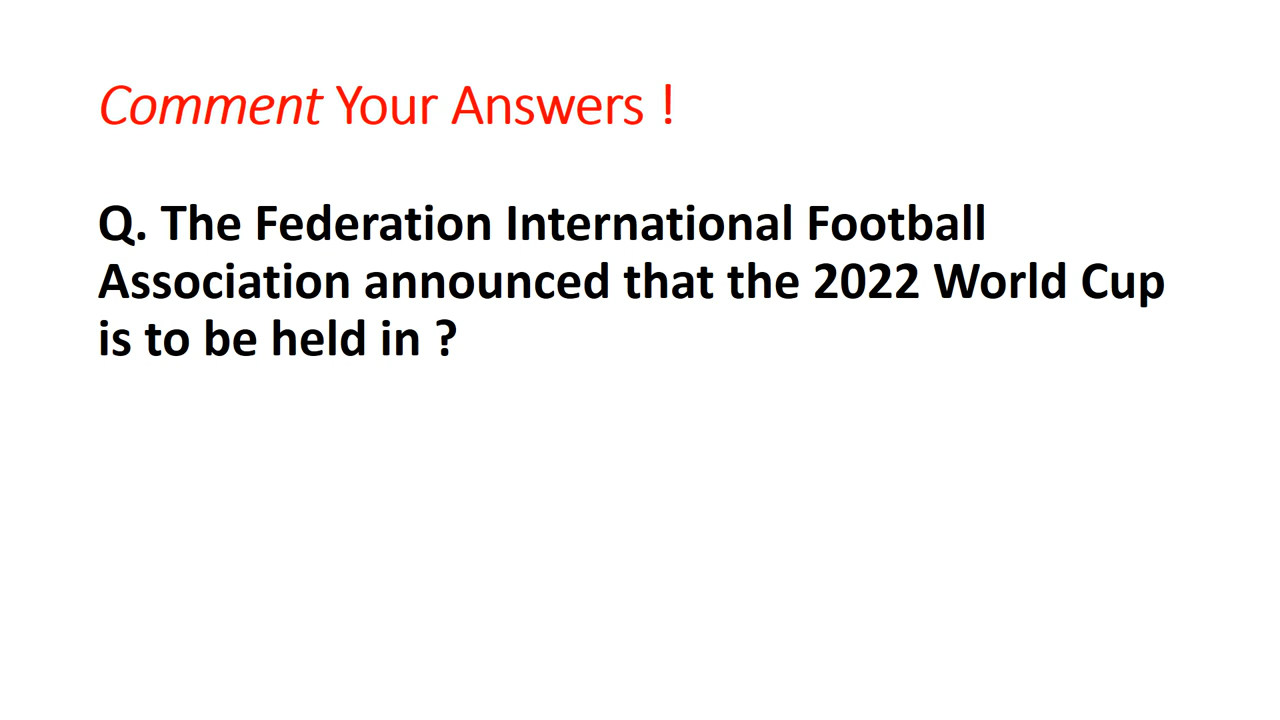 Comment Your Answers !
Q. The Federation International Football
Association announced that the 2022 World Cup
is to be held in ?